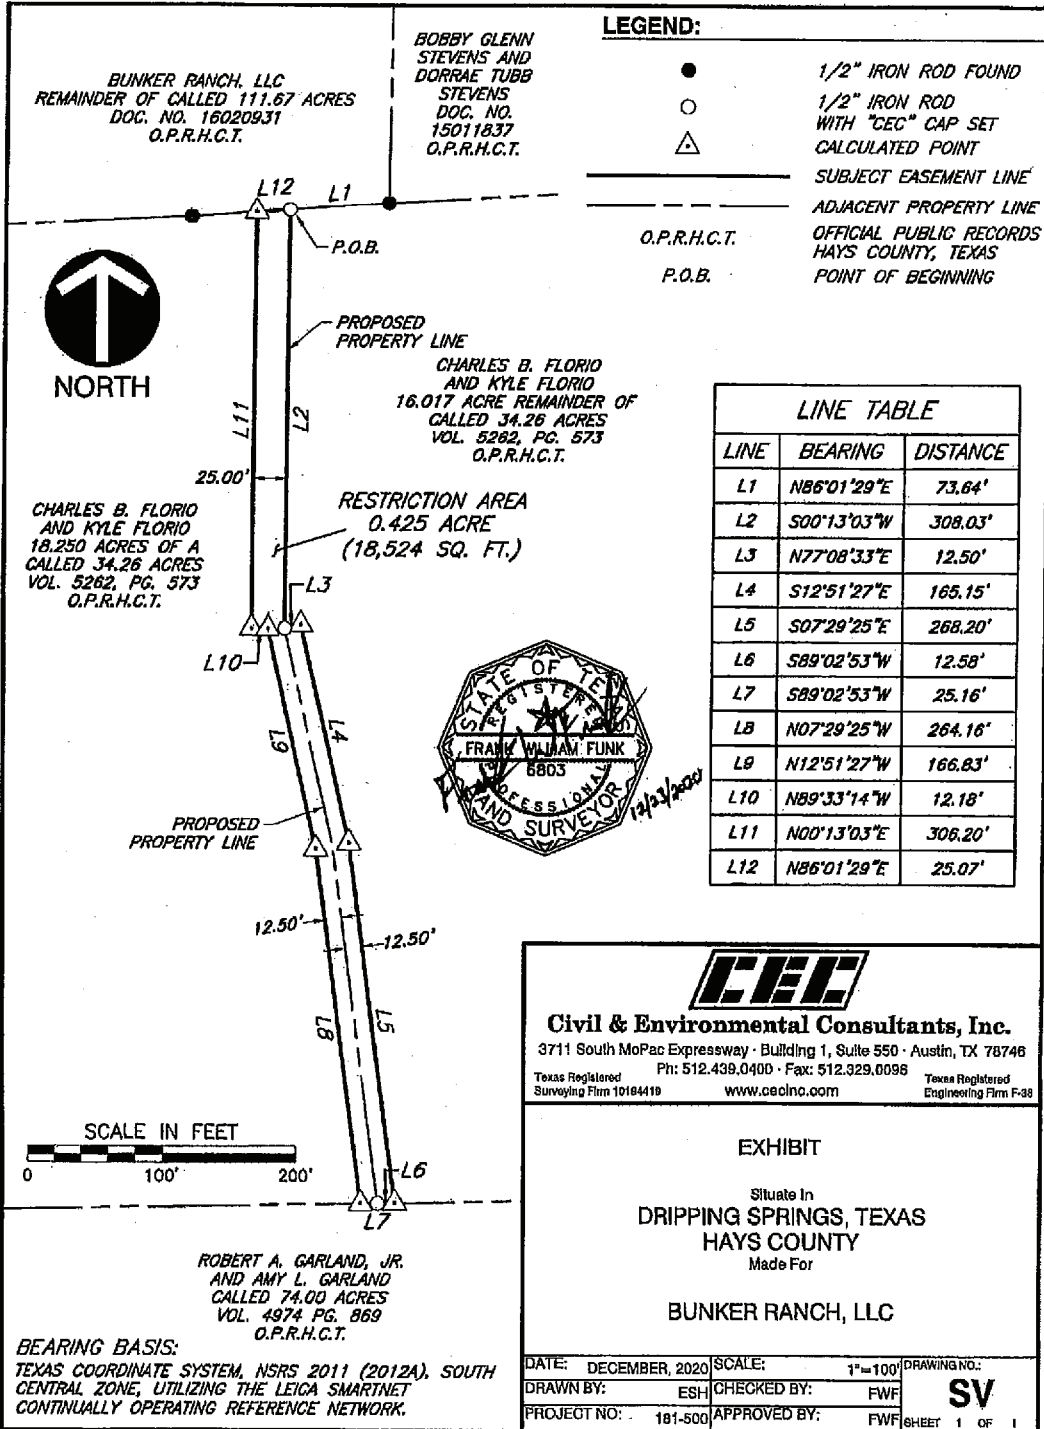 BUNKER RANCH, LLC
REMAINDER OF CALLED 111.67 ACRES
DOC. NO. 16020931
O.P.R.H.C.T.
BOBBY GLENN
STEVENS AND
DORRAE TUBB
STEVENS
DOC. NO.
15011837
O.P.R.H.C.T.
LEGEND:
1/2" IRON ROD FOUND
1/2" IRON ROD
WITH "CEC" CAP SET
CALCULATED POINT
SUBJECT EASEMENT LINE
ADJACENT PROPERTY LINE
O.P.R.H.C.T. OFFICIAL PUBLIC RECORDS
HAYS COUNTY, TEXAS
P.O.B. POINT OF BEGINNING
L12
L1
P.O.B.
NORTH
PROPOSED
PROPERTY LINE
CHARLES B. FLORIO
AND KYLE FLORIO
16.017 ACRE REMAINDER OF
CALLED 34.26 ACRES
VOL. 5262, PG. 573
O.P.R.H.C.T.
L11
L2
25.00'
CHARLES B. FLORIO
AND KYLE FLORIO
18.250 ACRES OF A
CALLED 34.26 ACRES
VOL. 5262, PG. 573
O.P.R.H.C.T.
RESTRICTION AREA
0.425 ACRE
(18,524 SQ. FT.)
L3
L10
L9
L4
PROPOSED
PROPERTY LINE
12.50'
12.50'
L8
L5
L6
L7
LINE TABLE
LINE BEARING DISTANCE
L1 N86°01'29"E 73.64'
L2 S00°13'03"W 308.03'
L3 N77°08'33"E 12.50'
L4 S12°51'27"E 165.15'
L5 S07°29'25"E 268.20'
L6 S89°02'53"W 12.58'
L7 S89°02'53"W 25.16'
L8 N07°29'25"W 264.16'
L9 N12°51'27"W 166.83'
L10 N89°33'14"W 12.18'
L11 N00°13'03"E 306.20'
L12 N86°01'29"E 25.07'
STATE OF TEXAS
REGISTERED
FRANK WILLIAM FUNK
6803
PROFESSIONAL
LAND SURVEYOR
12/23/2020
SCALE IN FEET
0 100' 200'
ROBERT A. GARLAND, JR.
AND AMY L. GARLAND
CALLED 74.00 ACRES
VOL. 4974 PG. 869
O.P.R.H.C.T.
BEARING BASIS:
TEXAS COORDINATE SYSTEM, NSRS 2011 (2012A), SOUTH
CENTRAL ZONE, UTILIZING THE LEICA SMARTNET
CONTINUALLY OPERATING REFERENCE NETWORK.
CEC
Civil & Environmental Consultants, Inc.
3711 South MoPac Expressway · Building 1, Suite 550 · Austin, TX 78746
Ph: 512.439.0400 · Fax: 512.329.0096
Texas Registered
Surveying Firm 10194419
www.cecinc.com
Texas Registered
Engineering Firm F-38
EXHIBIT
Situate In
DRIPPING SPRINGS, TEXAS
HAYS COUNTY
Made For
BUNKER RANCH, LLC
DATE: DECEMBER, 2020 SCALE: 1"=100' DRAWING NO.:
DRAWN BY: ESH CHECKED BY: FWF
SV
PROJECT NO: 181-500 APPROVED BY: FWF
SHEET 1 OF 1